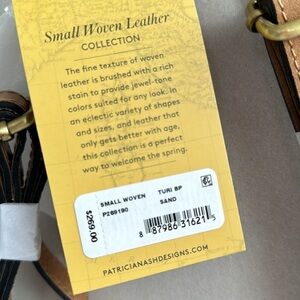 Small Woven Leather
COLLECTION
The fine texture of woven
leather is brushed with a rich
stain to provide jewel-tone
colors suited for any look. In
an eclectic variety of shapes
and sizes, and leather that
only gets better with age,
this collection is a perfect
way to welcome the spring.
$269.00
SMALL WOVEN TURI BP
P269190 SAND
8 87986 31621 5
PATRICIANASHDESIGNS.COM